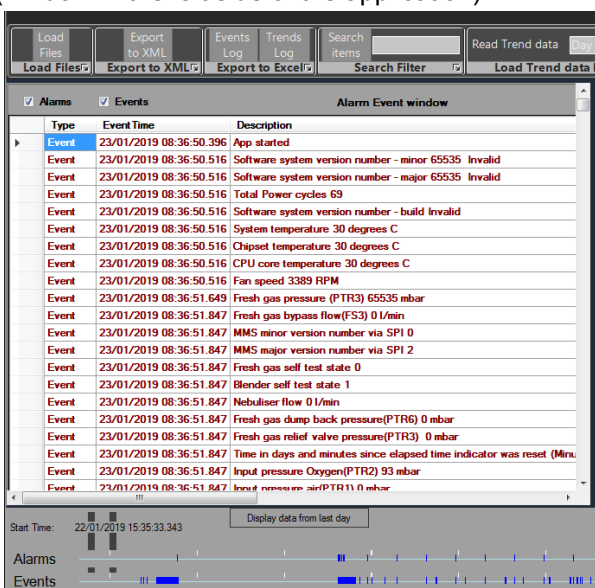 Load Files
Export to XML
Events Log
Trends Log
Search items
Read Trend data Day
Load Files
Export to XML
Export to Excel
Search Filter
Load Trend data
Alarms
Events
Alarm Event window
Type Event Time Description
Event 23/01/2019 08:36:50.396 App started
Event 23/01/2019 08:36:50.516 Software system version number - minor 65535 Invalid
Event 23/01/2019 08:36:50.516 Software system version number - major 65535 Invalid
Event 23/01/2019 08:36:50.516 Total Power cycles 69
Event 23/01/2019 08:36:50.516 Software system version number - build Invalid
Event 23/01/2019 08:36:50.516 System temperature 30 degrees C
Event 23/01/2019 08:36:50.516 Chipset temperature 30 degrees C
Event 23/01/2019 08:36:50.516 CPU core temperature 30 degrees C
Event 23/01/2019 08:36:50.516 Fan speed 3389 RPM
Event 23/01/2019 08:36:51.649 Fresh gas pressure (PTR3) 65535 mbar
Event 23/01/2019 08:36:51.847 Fresh gas bypass flow(FS3) 0 l/min
Event 23/01/2019 08:36:51.847 MMS minor version number via SPI 0
Event 23/01/2019 08:36:51.847 MMS major version number via SPI 2
Event 23/01/2019 08:36:51.847 Fresh gas self test state 0
Event 23/01/2019 08:36:51.847 Blender self test state 1
Event 23/01/2019 08:36:51.847 Nebuliser flow 0 l/min
Event 23/01/2019 08:36:51.847 Fresh gas dump back pressure(PTR6) 0 mbar
Event 23/01/2019 08:36:51.847 Fresh gas relief valve pressure(PTR3) 0 mbar
Event 23/01/2019 08:36:51.847 Time in days and minutes since elapsed time indicator was reset (Minu
Event 23/01/2019 08:36:51.847 Input pressure Oxygen(PTR2) 93 mbar
Event 23/01/2019 08:36:51.847 Input pressure air(PTR1) 0 mbar
Start Time: 22/01/2019 15:35:33.343
Display data from last day
Alarms
Events